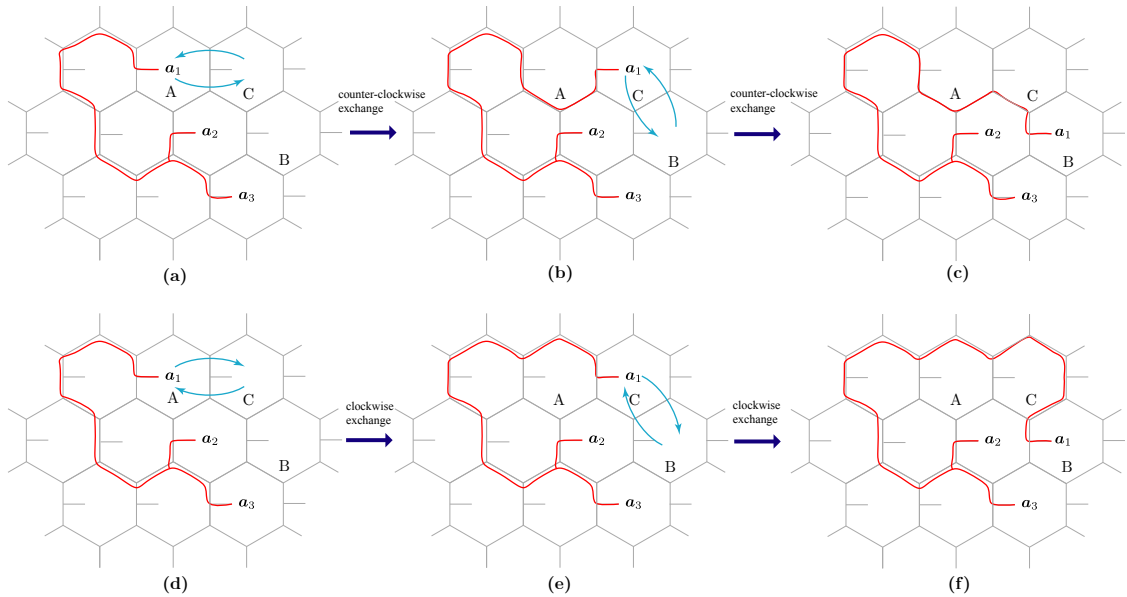 a1
A
C
a2
B
a3
(a)
counter-clockwise
exchange
a1
A
C
a2
B
a3
(b)
counter-clockwise
exchange
A
C
a2
a1
B
a3
(c)
a1
A
C
a2
B
a3
(d)
clockwise
exchange
a1
A
C
a2
B
a3
(e)
clockwise
exchange
A
C
a2
a1
B
a3
(f)